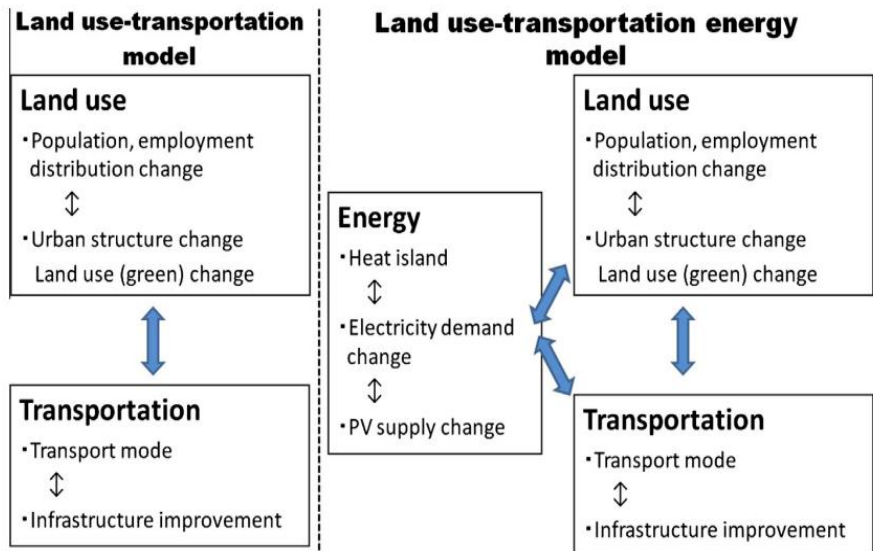 Land use-transportation
model
Land use
・Population, employment
distribution change
↕
・Urban structure change
Land use (green) change
Transportation
・Transport mode
↕
・Infrastructure improvement
Land use-transportation energy
model
Energy
・Heat island
↕
・Electricity demand
change
↕
・PV supply change
Land use
・Population, employment
distribution change
↕
・Urban structure change
Land use (green) change
Transportation
・Transport mode
↕
・Infrastructure improvement